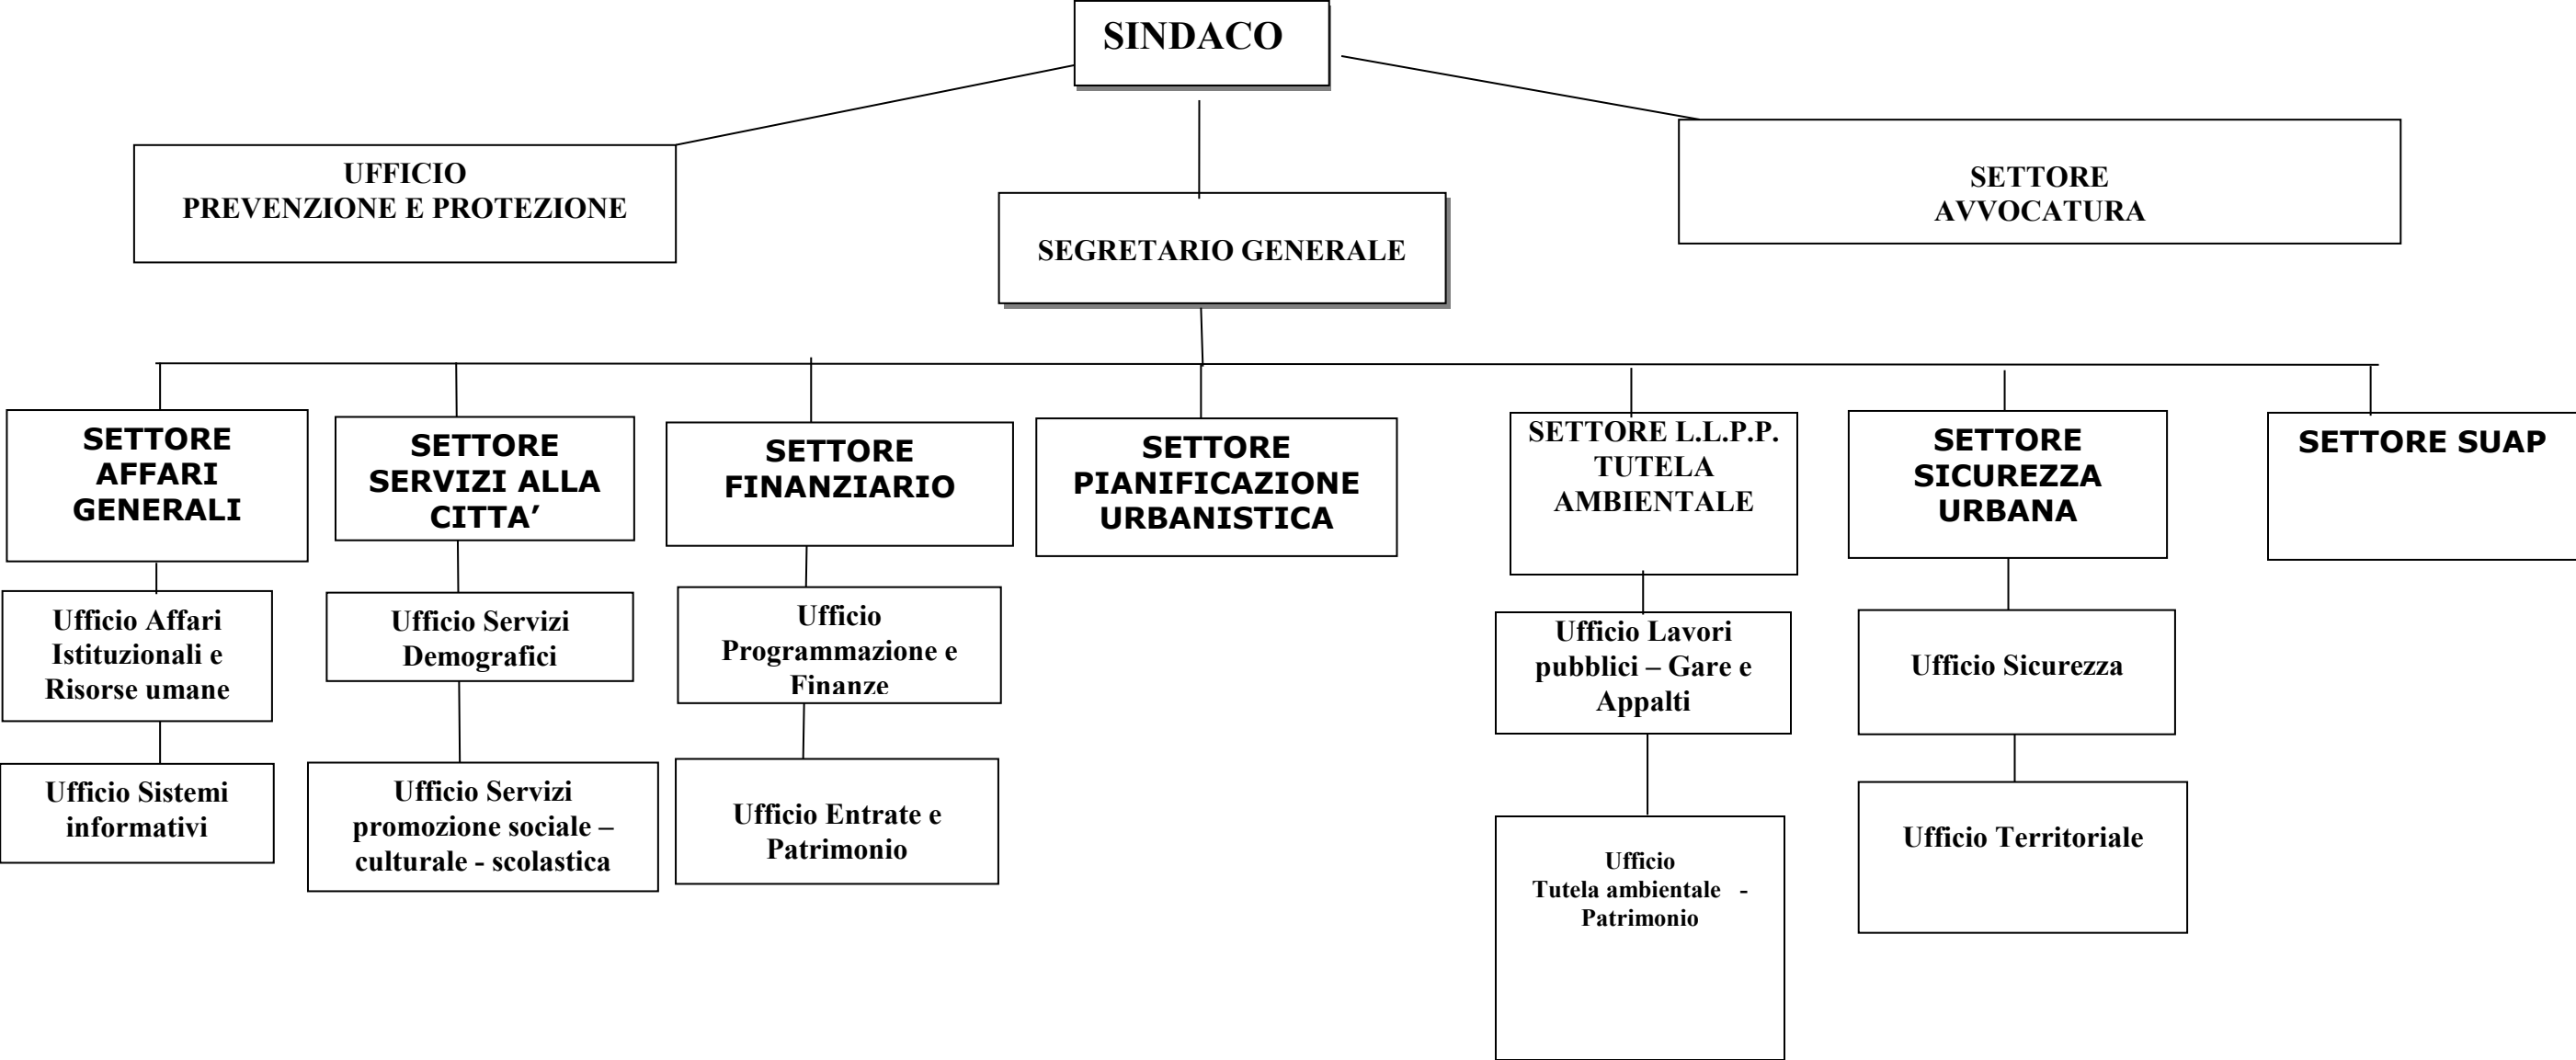 SINDACO
UFFICIO
PREVENZIONE E PROTEZIONE
SETTORE
AVVOCATURA
SEGRETARIO GENERALE
SETTORE
AFFARI
GENERALI
SETTORE
SERVIZI ALLA
CITTA’
SETTORE
FINANZIARIO
SETTORE
PIANIFICAZIONE
URBANISTICA
SETTORE L.L.P.P.
TUTELA
AMBIENTALE
SETTORE
SICUREZZA
URBANA
SETTORE SUAP
Ufficio Affari
Istituzionali e
Risorse umane
Ufficio Servizi
Demografici
Ufficio
Programmazione e
Finanze
Ufficio Lavori
pubblici – Gare e
Appalti
Ufficio Sicurezza
Ufficio Sistemi
informativi
Ufficio Servizi
promozione sociale –
culturale - scolastica
Ufficio Entrate e
Patrimonio
Ufficio
Tutela ambientale -
Patrimonio
Ufficio Territoriale